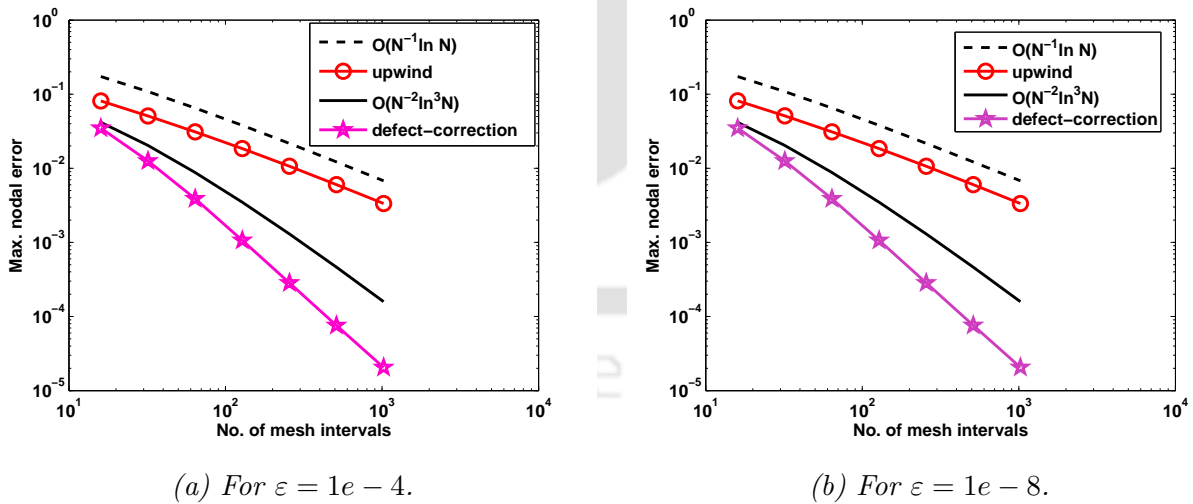 10^0
10^-1
10^-2
10^-3
10^-4
10^-5
Max. nodal error
10^1
10^2
10^3
10^4
No. of mesh intervals
O(N^-1 ln N)
upwind
O(N^-2 ln^3 N)
defect-correction
(a) For ε = 1e − 4.
10^0
10^-1
10^-2
10^-3
10^-4
10^-5
Max. nodal error
10^1
10^2
10^3
10^4
No. of mesh intervals
O(N^-1 ln N)
upwind
O(N^-2 ln^3 N)
defect-correction
(b) For ε = 1e − 8.